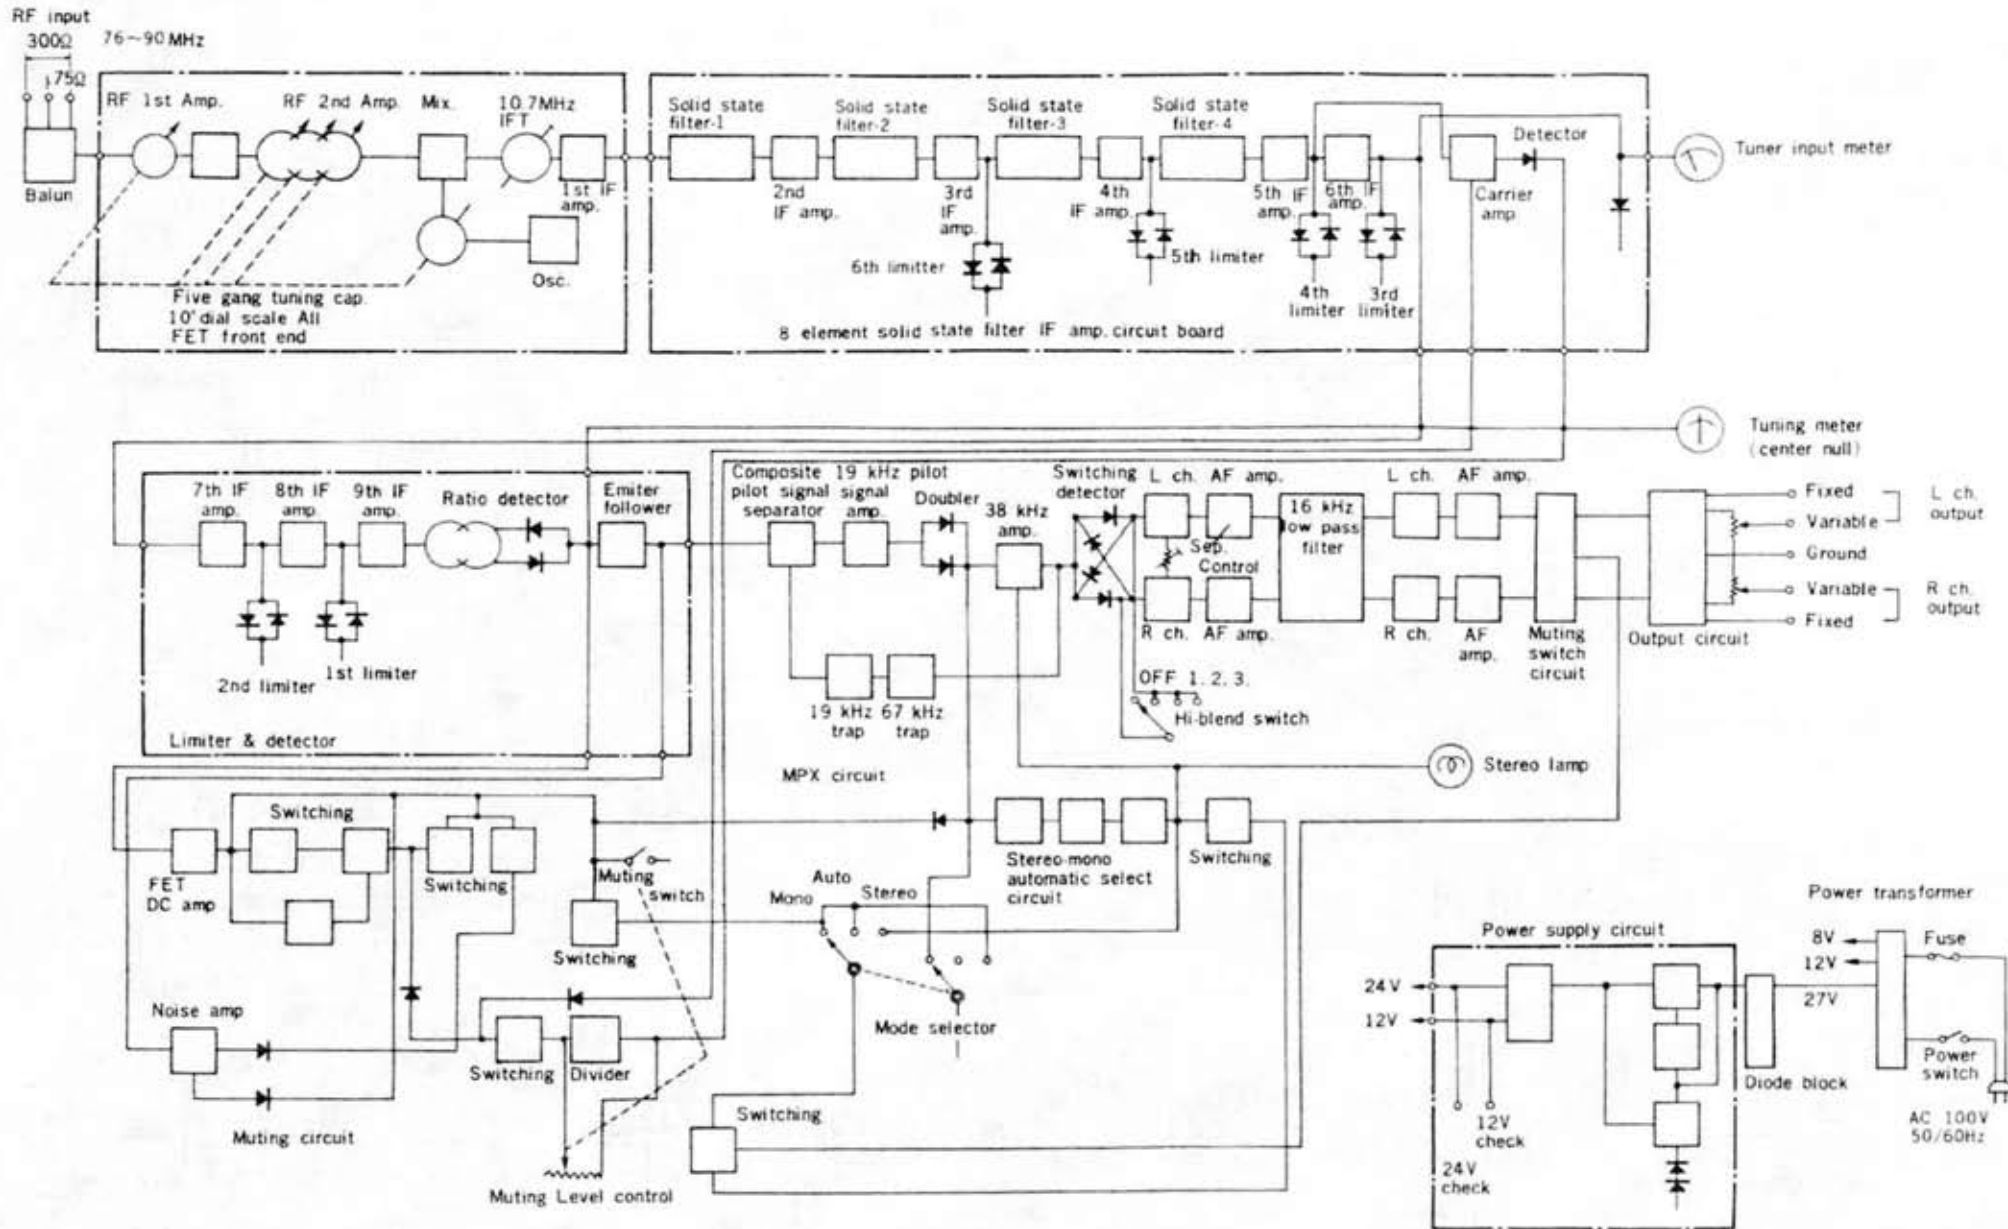 RF input
300Ω
75Ω
76~90MHz
Balun
RF 1st Amp.
RF 2nd Amp.
Mix.
10.7MHz
IFT
1st IF
amp.
Osc.
Five gang tuning cap.
10"dial scale All
FET front end
Solid state
filter-1
Solid state
filter-2
Solid state
filter-3
Solid state
filter-4
Detector
2nd
IF amp.
3rd
IF
amp.
4th
IF amp.
5th IF
amp.
6th IF
amp.
Carrier
amp
6th limitter
5th limiter
4th
limiter
3rd
limiter
8 element solid state filter IF amp. circuit board
Tuner input meter
Tuning meter
(center null)
7th IF
amp.
8th IF
amp.
9th IF
amp.
Ratio detector
Emiter
follower
2nd limiter
1st limiter
Limiter & detector
Composite
pilot signal
separator
19 kHz pilot
signal
amp.
Doubler
38 kHz
amp.
Switching
detector
L ch.
AF amp.
Sep.
Control
R ch.
AF amp.
16 kHz
low pass
filter
L ch.
AF amp.
R ch.
AF
amp.
Muting
switch
circuit
Output circuit
Fixed
Variable
L ch.
output
Ground
Variable
Fixed
R ch.
output
19 kHz
trap
67 kHz
trap
OFF 1. 2. 3.
Hi-blend switch
MPX circuit
Stereo lamp
Switching
FET
DC amp
Switching
Muting
switch
Switching
Stereo-mono
automatic select
circuit
Switching
Mono
Auto
Stereo
Mode selector
Noise amp
Switching
Divider
Muting circuit
Muting Level control
Switching
Power supply circuit
24V
12V
12V
check
24V
check
Diode block
Power transformer
8V
12V
27V
Fuse
Power
switch
AC 100V
50/60Hz